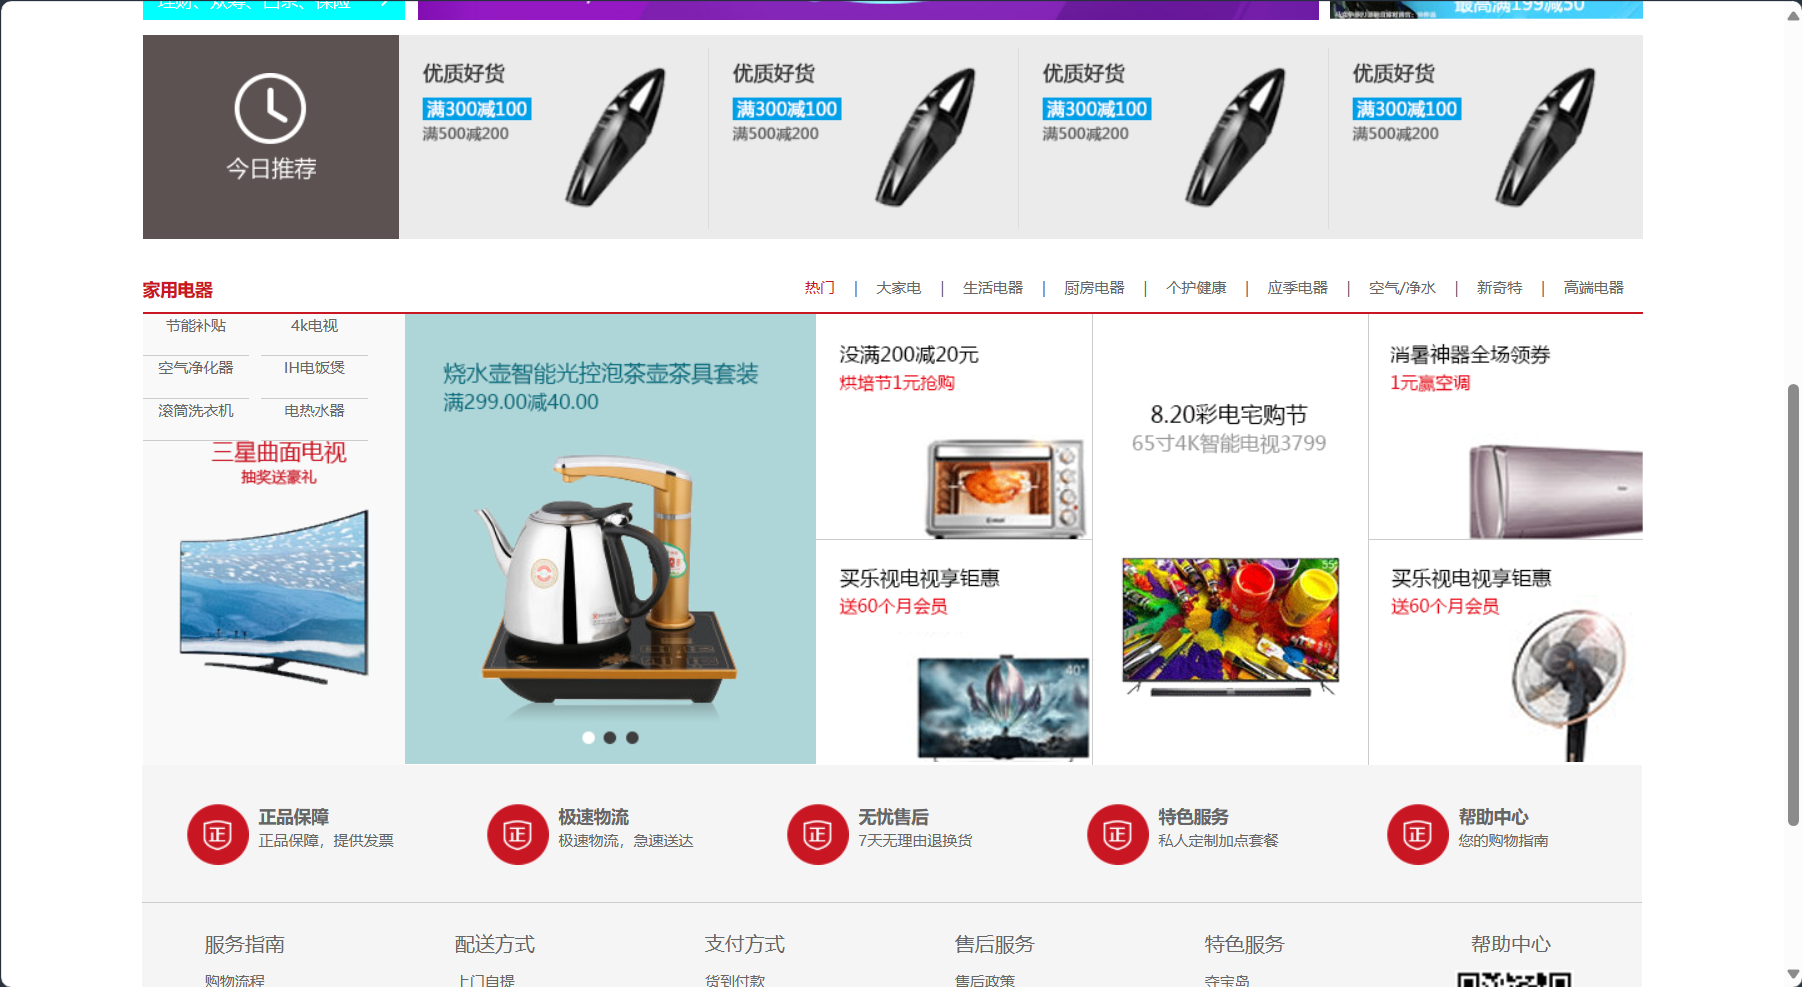 理财、众筹、白条、保险
最高满199减50
今日推荐
优质好货
满300减100
满500减200
优质好货
满300减100
满500减200
优质好货
满300减100
满500减200
优质好货
满300减100
满500减200
家用电器
热门 | 大家电 | 生活电器 | 厨房电器 | 个护健康 | 应季电器 | 空气/净水 | 新奇特 | 高端电器
节能补贴 4k电视
空气净化器 IH电饭煲
滚筒洗衣机 电热水器
三星曲面电视
抽奖送豪礼
烧水壶智能光控泡茶壶茶具套装
满299.00减40.00
没满200减20元
烘培节1元抢购
买乐视电视享钜惠
送60个月会员
40"
8.20彩电宅购节
65寸4K智能电视3799
55"
消暑神器全场领券
1元赢空调
买乐视电视享钜惠
送60个月会员
正
正品保障
正品保障，提供发票
正
极速物流
极速物流，急速送达
正
无忧售后
7天无理由退换货
正
特色服务
私人定制加点套餐
正
帮助中心
您的购物指南
服务指南 配送方式 支付方式 售后服务 特色服务 帮助中心
购物流程 上门自提 货到付款 售后政策 夺宝岛